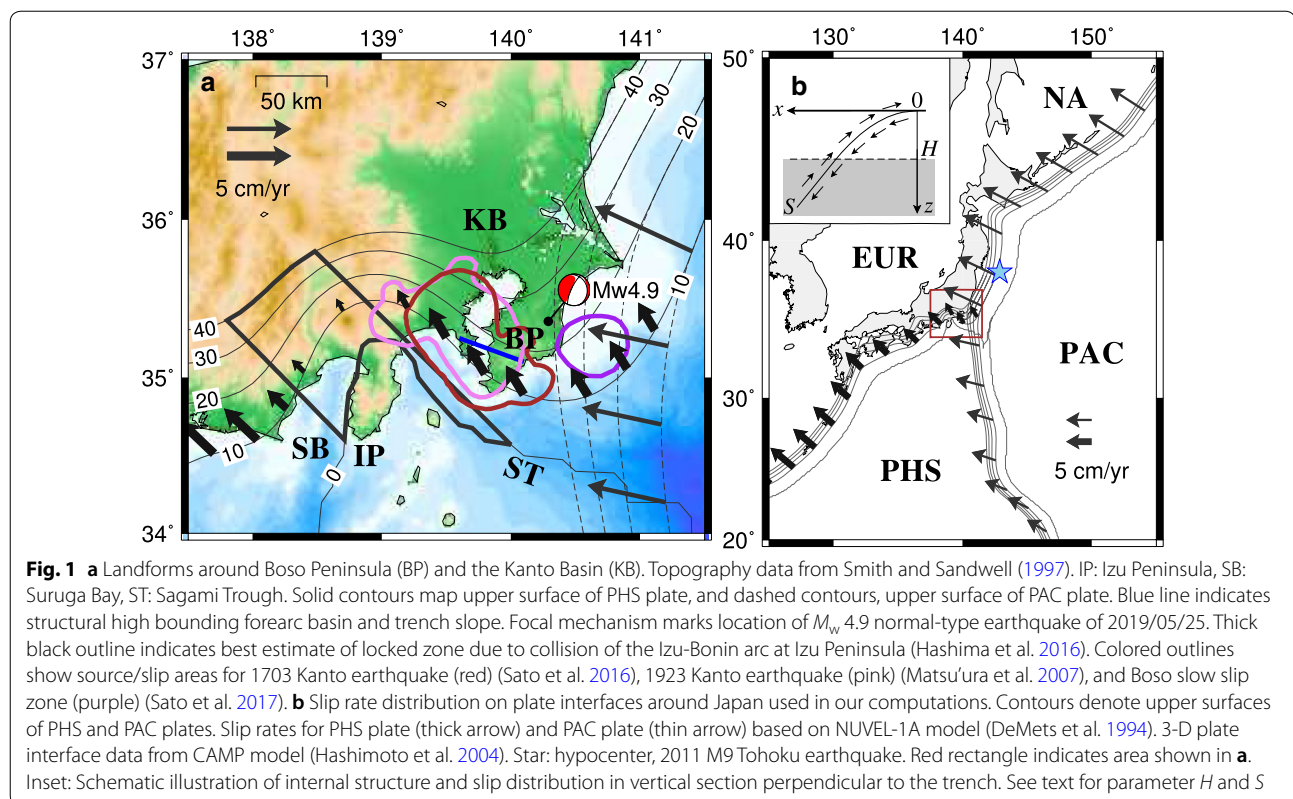 138˚ 139˚ 140˚ 141˚
37˚
36˚
35˚
34˚
a
50 km
5 cm/yr
40
30
20
10
KB
Mw4.9
BP
40
30
20
10
0
SB
IP
ST
130˚ 140˚ 150˚
50˚
40˚
30˚
20˚
b
x
0
H
S
z
NA
EUR
PAC
PHS
5 cm/yr
Fig. 1 a Landforms around Boso Peninsula (BP) and the Kanto Basin (KB). Topography data from Smith and Sandwell (1997). IP: Izu Peninsula, SB:
Suruga Bay, ST: Sagami Trough. Solid contours map upper surface of PHS plate, and dashed contours, upper surface of PAC plate. Blue line indicates
structural high bounding forearc basin and trench slope. Focal mechanism marks location of Mw 4.9 normal-type earthquake of 2019/05/25. Thick
black outline indicates best estimate of locked zone due to collision of the Izu-Bonin arc at Izu Peninsula (Hashima et al. 2016). Colored outlines
show source/slip areas for 1703 Kanto earthquake (red) (Sato et al. 2016), 1923 Kanto earthquake (pink) (Matsu'ura et al. 2007), and Boso slow slip
zone (purple) (Sato et al. 2017). b Slip rate distribution on plate interfaces around Japan used in our computations. Contours denote upper surfaces
of PHS and PAC plates. Slip rates for PHS plate (thick arrow) and PAC plate (thin arrow) based on NUVEL-1A model (DeMets et al. 1994). 3-D plate
interface data from CAMP model (Hashimoto et al. 2004). Star: hypocenter, 2011 M9 Tohoku earthquake. Red rectangle indicates area shown in a.
Inset: Schematic illustration of internal structure and slip distribution in vertical section perpendicular to the trench. See text for parameter H and S